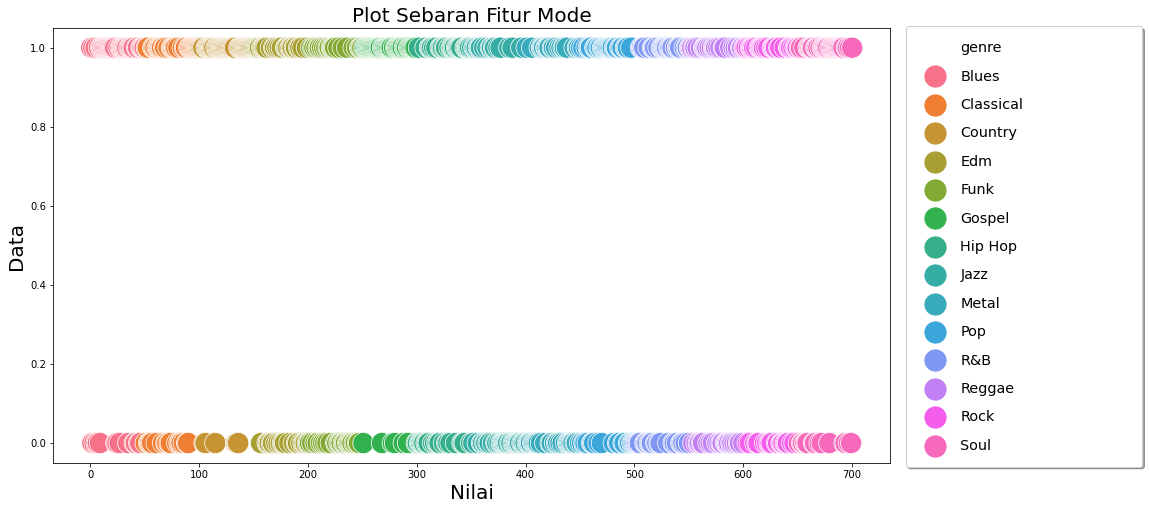 Plot Sebaran Fitur Mode
1.0
0.8
0.6
0.4
0.2
0.0
Data
0 100 200 300 400 500 600 700
Nilai
genre
Blues
Classical
Country
Edm
Funk
Gospel
Hip Hop
Jazz
Metal
Pop
R&B
Reggae
Rock
Soul